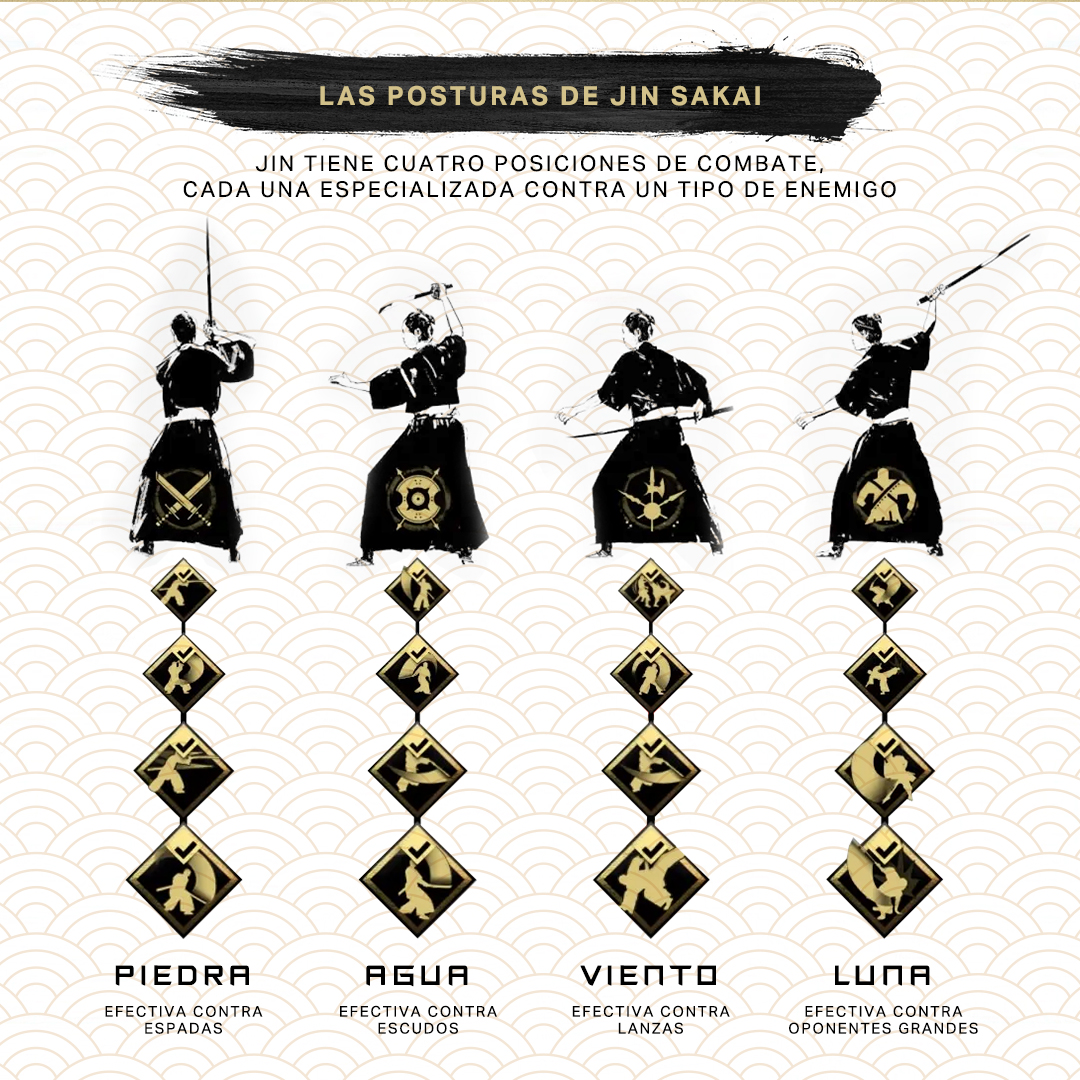 LAS POSTURAS DE JIN SAKAI
JIN TIENE CUATRO POSICIONES DE COMBATE,
CADA UNA ESPECIALIZADA CONTRA UN TIPO DE ENEMIGO
PIEDRA
EFECTIVA CONTRA
ESPADAS
AGUA
EFECTIVA CONTRA
ESCUDOS
VIENTO
EFECTIVA CONTRA
LANZAS
LUNA
EFECTIVA CONTRA
OPONENTES GRANDES